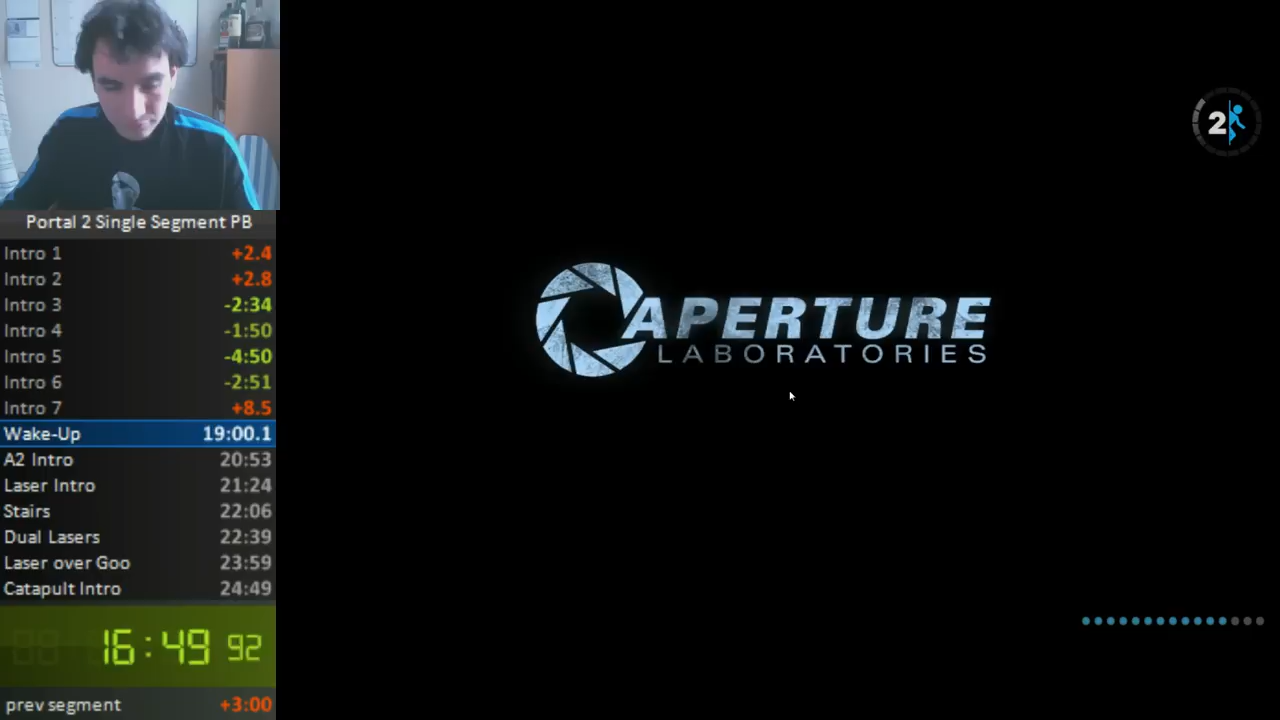 Portal 2 Single Segment PB
Intro 1 +2.4
Intro 2 +2.8
Intro 3 -2:34
Intro 4 -1:50
Intro 5 -4:50
Intro 6 -2:51
Intro 7 +8.5
Wake-Up 19:00.1
A2 Intro 20:53
Laser Intro 21:24
Stairs 22:06
Dual Lasers 22:39
Laser over Goo 23:59
Catapult Intro 24:49
16:49 92
prev segment +3:00
APERTURE
LABORATORIES
2